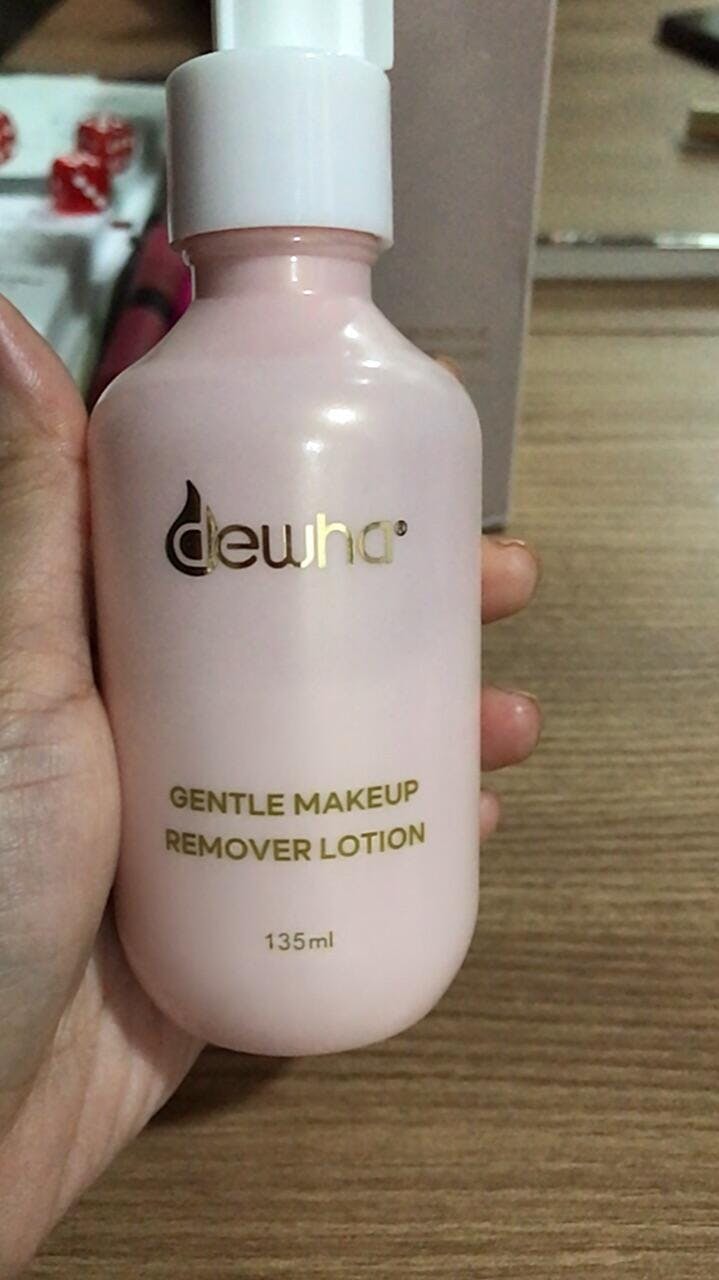 dewha®
GENTLE MAKEUP
REMOVER LOTION
135ml